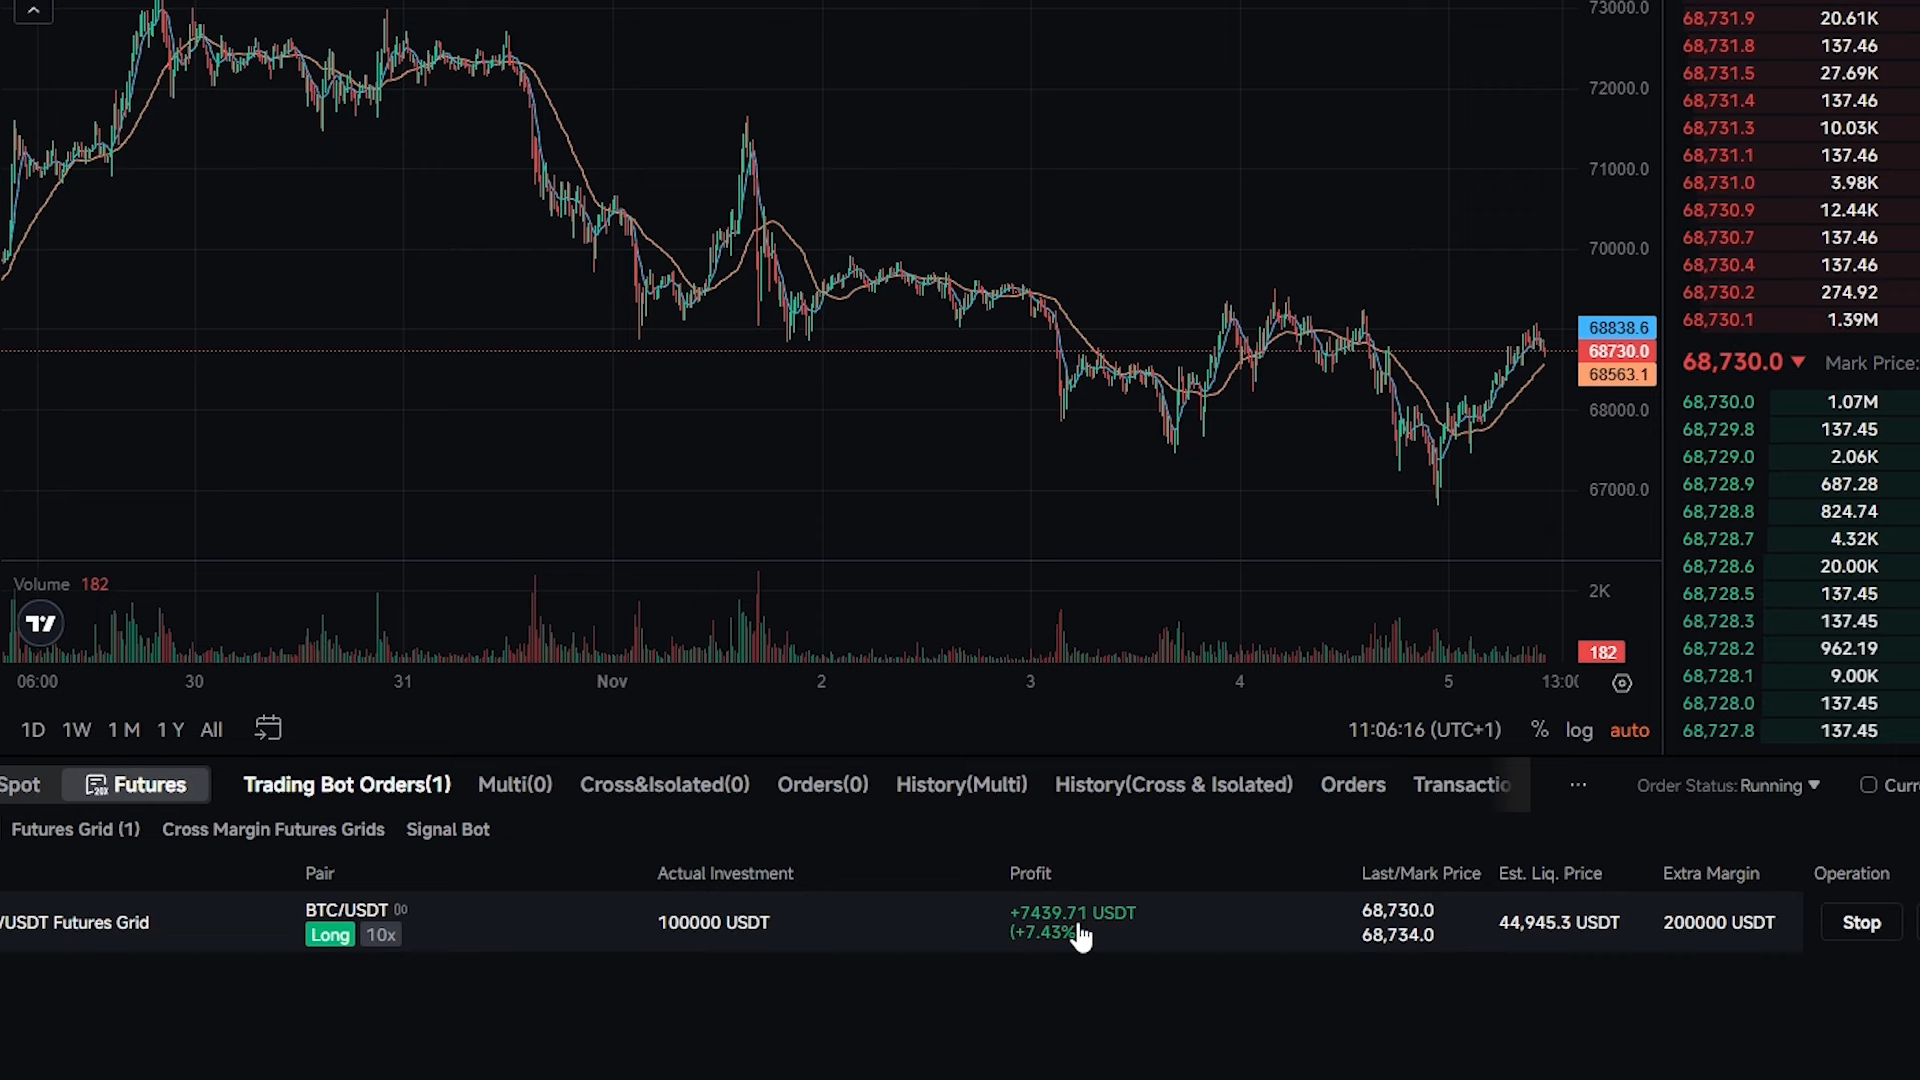 73000.0
72000.0
71000.0
70000.0
68838.6
68730.0
68563.1
68000.0
67000.0
Volume 182
2K
182
06:00 30 31 Nov 2 3 4 5 13:00
1D 1W 1M 1Y All
11:06:16 (UTC+1) % log auto
68,731.9 20.61K
68,731.8 137.46
68,731.5 27.69K
68,731.4 137.46
68,731.3 10.03K
68,731.1 137.46
68,731.0 3.98K
68,730.9 12.44K
68,730.7 137.46
68,730.4 137.46
68,730.2 274.92
68,730.1 1.39M
68,730.0 Mark Price:
68,730.0 1.07M
68,729.8 137.45
68,729.0 2.06K
68,728.9 687.28
68,728.8 824.74
68,728.7 4.32K
68,728.6 20.00K
68,728.5 137.45
68,728.3 137.45
68,728.2 962.19
68,728.1 9.00K
68,728.0 137.45
68,727.8 137.45
Spot Futures Trading Bot Orders(1) Multi(0) Cross&Isolated(0) Orders(0) History(Multi) History(Cross & Isolated) Orders Transactio ... Order Status: Running Curr
Futures Grid (1) Cross Margin Futures Grids Signal Bot
Pair Actual Investment Profit Last/Mark Price Est. Liq. Price Extra Margin Operation
/USDT Futures Grid
BTC/USDT
Long 10x
100000 USDT
+7439.71 USDT
(+7.43%
68,730.0
68,734.0
44,945.3 USDT
200000 USDT
Stop